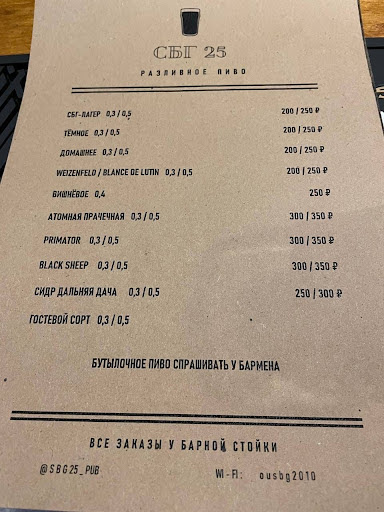 СБГ 25
РАЗЛИВНОЕ ПИВО
СБГ-ЛАГЕР 0,3 / 0,5 200 / 250 ₽
ТЁМНОЕ 0,3 / 0,5 200 / 250 ₽
ДОМАШНЕЕ 0,3 / 0,5 200 / 250 ₽
WEIZENFELD / BLANCE DE LUTIN 0,3 / 0,5 200 / 250 ₽
ВИШНЁВОЕ 0,4 250 ₽
АТОМНАЯ ПРАЧЕЧНАЯ 0,3 / 0,5 300 / 350 ₽
PRIMATOR 0,3 / 0,5 300 / 350 ₽
BLACK SHEEP 0,3 / 0,5 300 / 350 ₽
СИДР ДАЛЬНЯЯ ДАЧА 0,3 / 0,5 250 / 300 ₽
ГОСТЕВОЙ СОРТ 0,3 / 0,5
БУТЫЛОЧНОЕ ПИВО СПРАШИВАТЬ У БАРМЕНА
ВСЕ ЗАКАЗЫ У БАРНОЙ СТОЙКИ
@SBG25_PUB WI-FI: ousbg2010